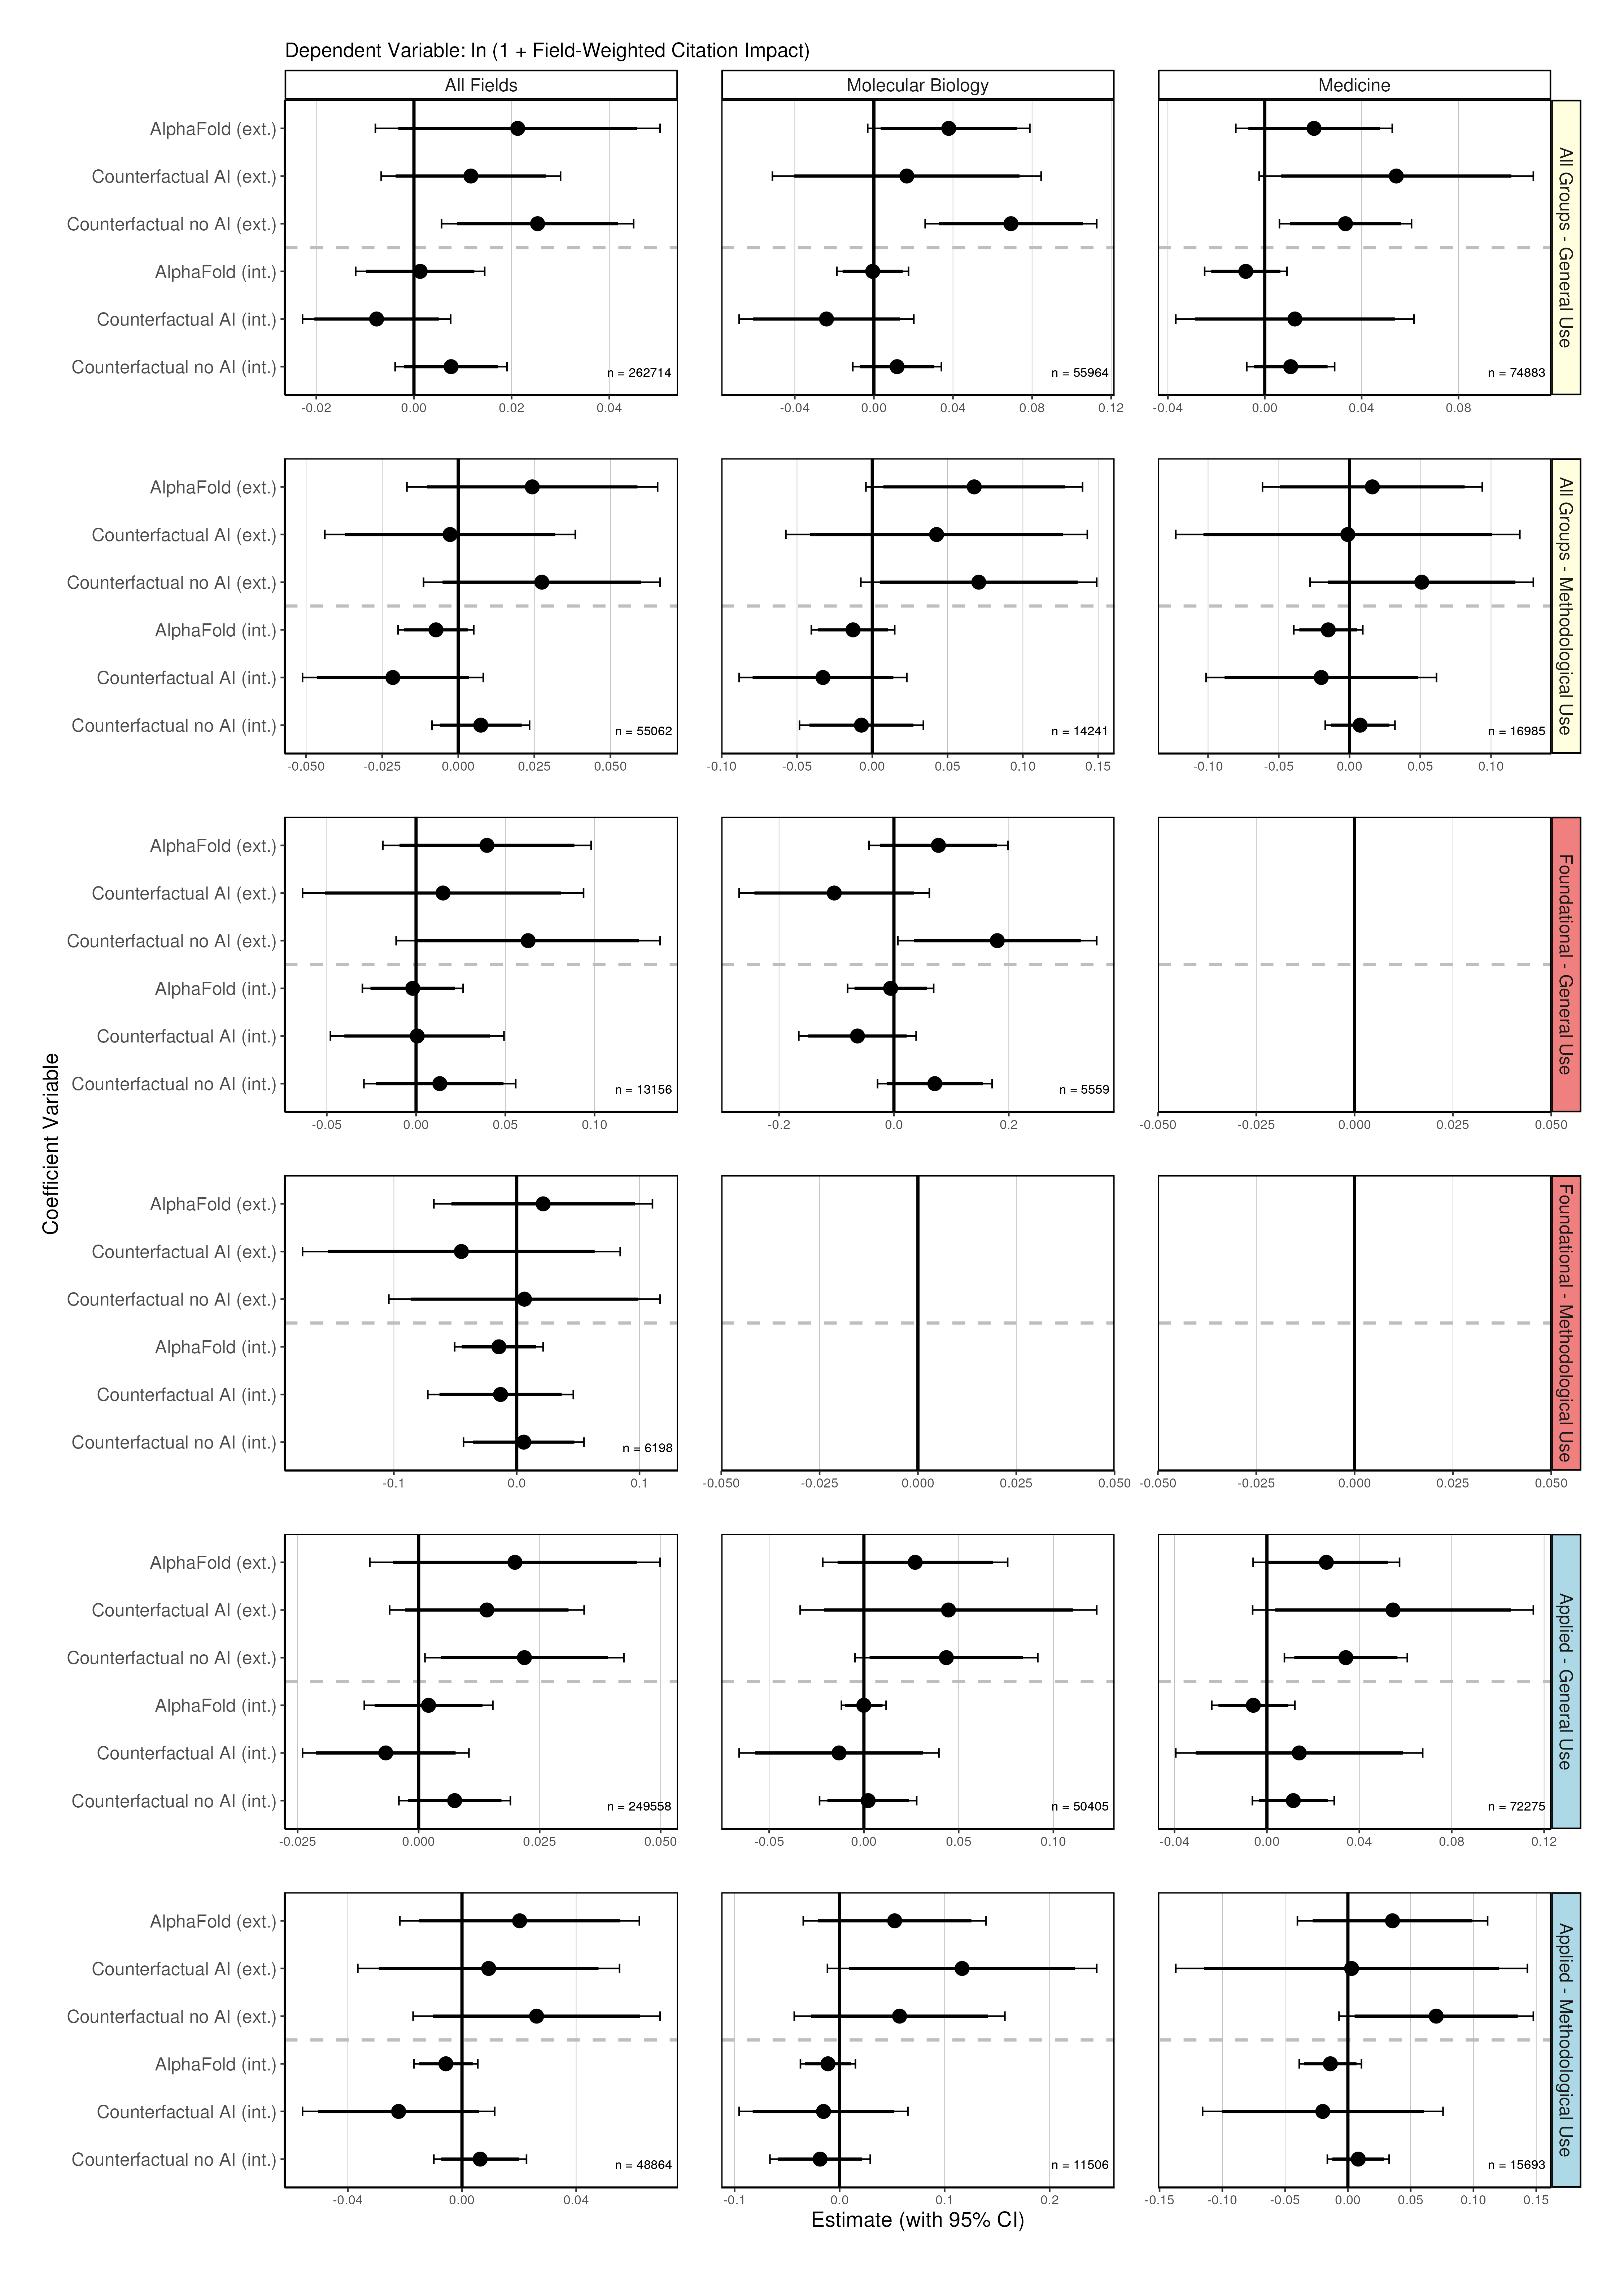 Dependent Variable: ln (1 + Field-Weighted Citation Impact)
All Fields
Molecular Biology
Medicine
AlphaFold (ext.)
Counterfactual AI (ext.)
Counterfactual no AI (ext.)
AlphaFold (int.)
Counterfactual AI (int.)
Counterfactual no AI (int.)
n = 262714
n = 55964
n = 74883
All Groups - General Use
-0.02 0.00 0.02 0.04
-0.04 0.00 0.04 0.08 0.12
-0.04 0.00 0.04 0.08
AlphaFold (ext.)
Counterfactual AI (ext.)
Counterfactual no AI (ext.)
AlphaFold (int.)
Counterfactual AI (int.)
Counterfactual no AI (int.)
n = 55062
n = 14241
n = 16985
All Groups - Methodological Use
-0.050 -0.025 0.000 0.025 0.050
-0.10 -0.05 0.00 0.05 0.10 0.15
-0.10 -0.05 0.00 0.05 0.10
AlphaFold (ext.)
Counterfactual AI (ext.)
Counterfactual no AI (ext.)
AlphaFold (int.)
Counterfactual AI (int.)
Counterfactual no AI (int.)
n = 13156
n = 5559
Foundational - General Use
-0.05 0.00 0.05 0.10
-0.2 0.0 0.2
-0.050 -0.025 0.000 0.025 0.050
Coefficient Variable
AlphaFold (ext.)
Counterfactual AI (ext.)
Counterfactual no AI (ext.)
AlphaFold (int.)
Counterfactual AI (int.)
Counterfactual no AI (int.)
n = 6198
Foundational - Methodological Use
-0.1 0.0 0.1
-0.050 -0.025 0.000 0.025 0.050
-0.050 -0.025 0.000 0.025 0.050
AlphaFold (ext.)
Counterfactual AI (ext.)
Counterfactual no AI (ext.)
AlphaFold (int.)
Counterfactual AI (int.)
Counterfactual no AI (int.)
n = 249558
n = 50405
n = 72275
Applied - General Use
-0.025 0.000 0.025 0.050
-0.05 0.00 0.05 0.10
-0.04 0.00 0.04 0.08 0.12
AlphaFold (ext.)
Counterfactual AI (ext.)
Counterfactual no AI (ext.)
AlphaFold (int.)
Counterfactual AI (int.)
Counterfactual no AI (int.)
n = 48864
n = 11506
n = 15693
Applied - Methodological Use
-0.04 0.00 0.04
-0.1 0.0 0.1 0.2
-0.15 -0.10 -0.05 0.00 0.05 0.10 0.15
Estimate (with 95% CI)